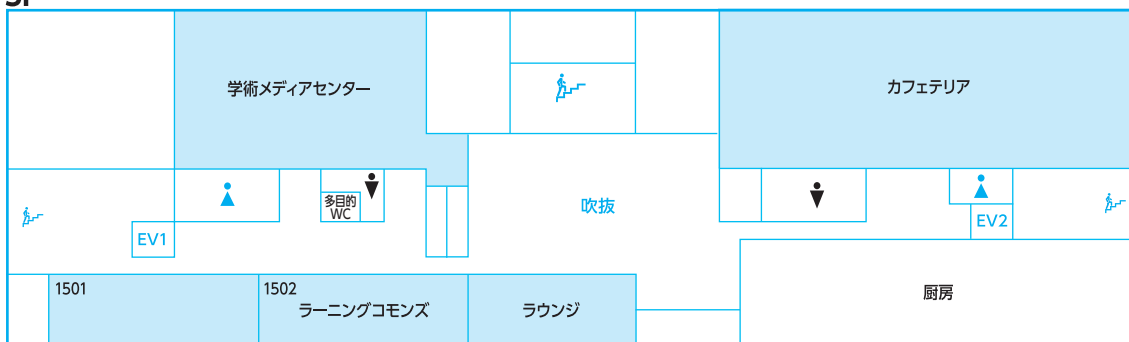 学術メディアセンター
カフェテリア
多目的
WC
吹抜
EV1
EV2
1501
1502
ラーニングコモンズ
ラウンジ
厨房